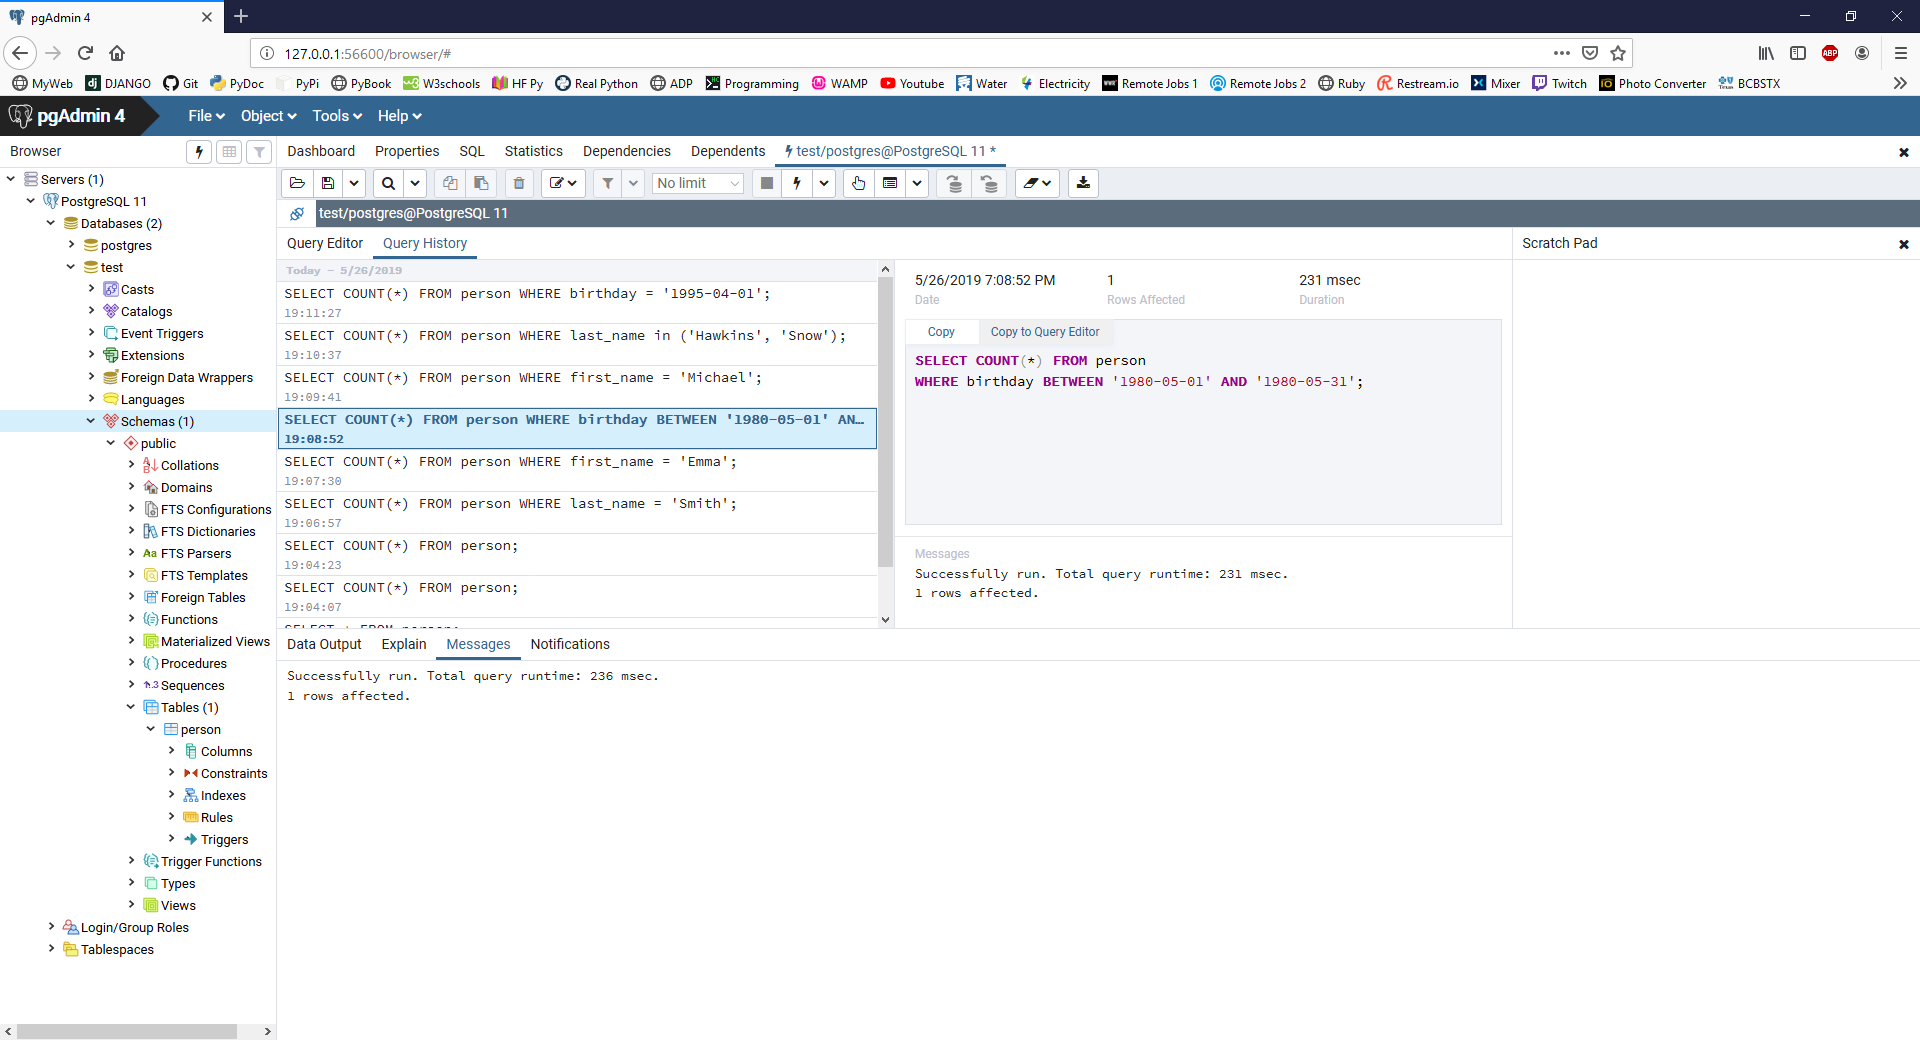 pgAdmin 4
127.0.0.1:56600/browser/#
MyWeb DJANGO Git PyDoc PyPi PyBook W3schools HF Py Real Python ADP Programming WAMP Youtube Water Electricity Remote Jobs 1 Remote Jobs 2 Ruby Restream.io Mixer Twitch Photo Converter BCBSTX
pgAdmin 4 File Object Tools Help
Browser
Servers (1)
PostgreSQL 11
Databases (2)
postgres
test
Casts
Catalogs
Event Triggers
Extensions
Foreign Data Wrappers
Languages
Schemas (1)
public
Collations
Domains
FTS Configurations
FTS Dictionaries
FTS Parsers
FTS Templates
Foreign Tables
Functions
Materialized Views
Procedures
Sequences
Tables (1)
person
Columns
Constraints
Indexes
Rules
Triggers
Trigger Functions
Types
Views
Login/Group Roles
Tablespaces
Dashboard Properties SQL Statistics Dependencies Dependents test/postgres@PostgreSQL 11 *
No limit
test/postgres@PostgreSQL 11
Query Editor Query History
Today - 5/26/2019
SELECT COUNT(*) FROM person WHERE birthday = '1995-04-01';
19:11:27
SELECT COUNT(*) FROM person WHERE last_name in ('Hawkins', 'Snow');
19:10:37
SELECT COUNT(*) FROM person WHERE first_name = 'Michael';
19:09:41
SELECT COUNT(*) FROM person WHERE birthday BETWEEN '1980-05-01' AN…
19:08:52
SELECT COUNT(*) FROM person WHERE first_name = 'Emma';
19:07:30
SELECT COUNT(*) FROM person WHERE last_name = 'Smith';
19:06:57
SELECT COUNT(*) FROM person;
19:04:23
SELECT COUNT(*) FROM person;
19:04:07
5/26/2019 7:08:52 PM 1 231 msec
Date Rows Affected Duration
Copy Copy to Query Editor
SELECT COUNT(*) FROM person
WHERE birthday BETWEEN '1980-05-01' AND '1980-05-31';
Messages
Successfully run. Total query runtime: 231 msec.
1 rows affected.
Scratch Pad
Data Output Explain Messages Notifications
Successfully run. Total query runtime: 236 msec.
1 rows affected.